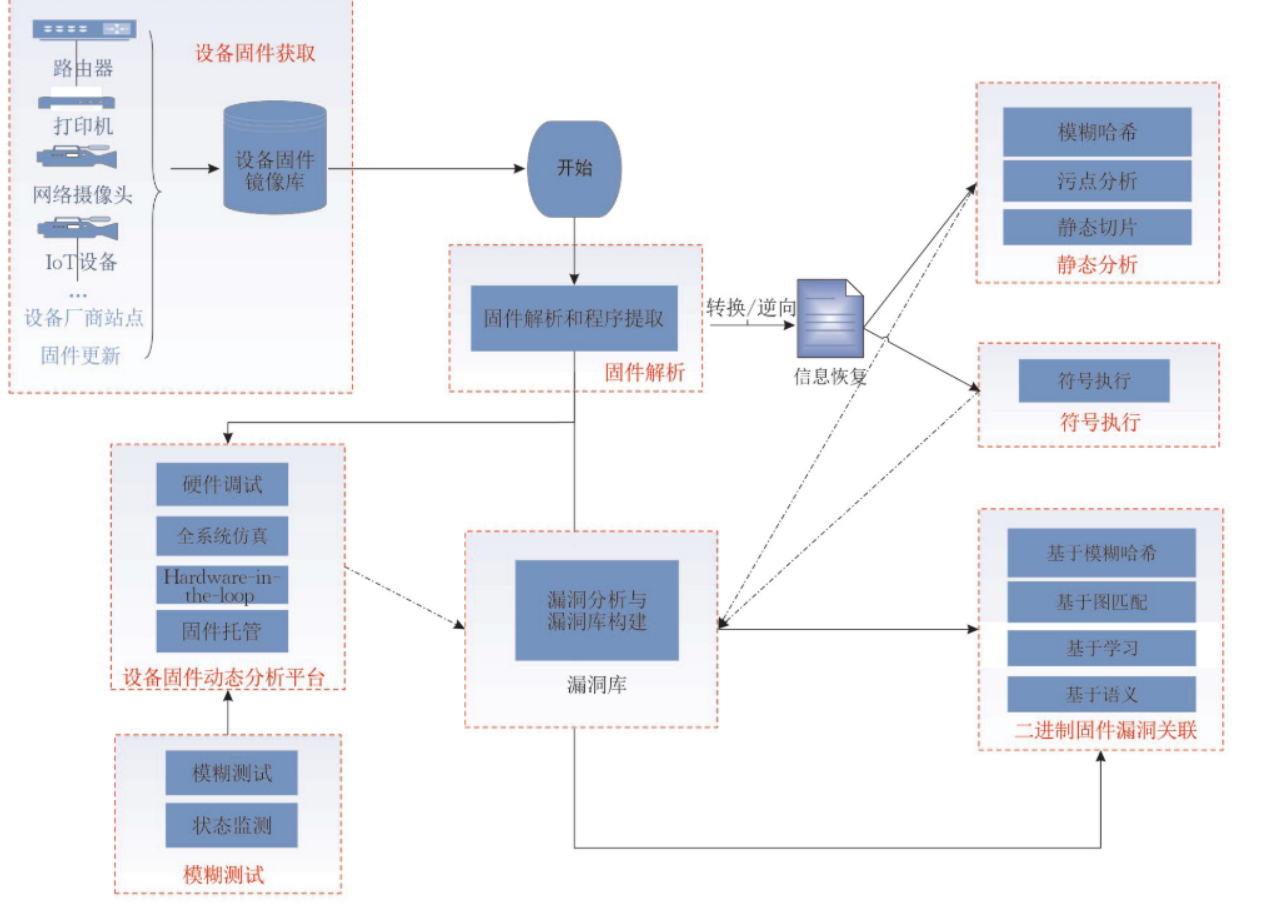 设备固件获取
路由器
打印机
网络摄像头
IoT设备
...
设备厂商站点
固件更新
设备固件
镜像库
开始
固件解析和程序提取
固件解析
转换/逆向
信息恢复
模糊哈希
污点分析
静态切片
静态分析
符号执行
符号执行
硬件调试
全系统仿真
Hardware-in-
the-loop
固件托管
设备固件动态分析平台
模糊测试
状态监测
模糊测试
漏洞分析与
漏洞库构建
漏洞库
基于模糊哈希
基于图匹配
基于学习
基于语义
二进制固件漏洞关联